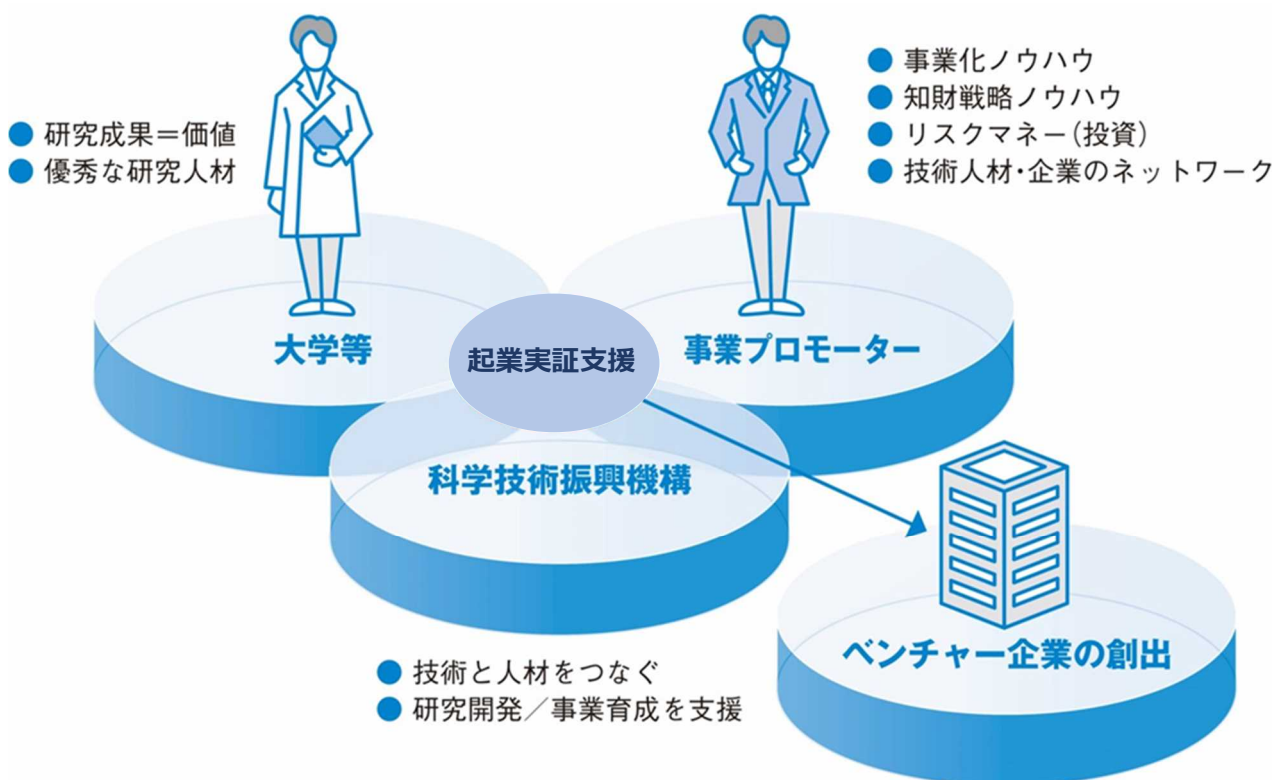 ● 研究成果＝価値
● 優秀な研究人材
● 事業化ノウハウ
● 知財戦略ノウハウ
● リスクマネー(投資)
● 技術人材・企業のネットワーク
大学等
起業実証支援
事業プロモーター
科学技術振興機構
● 技術と人材をつなぐ
● 研究開発／事業育成を支援
ベンチャー企業の創出